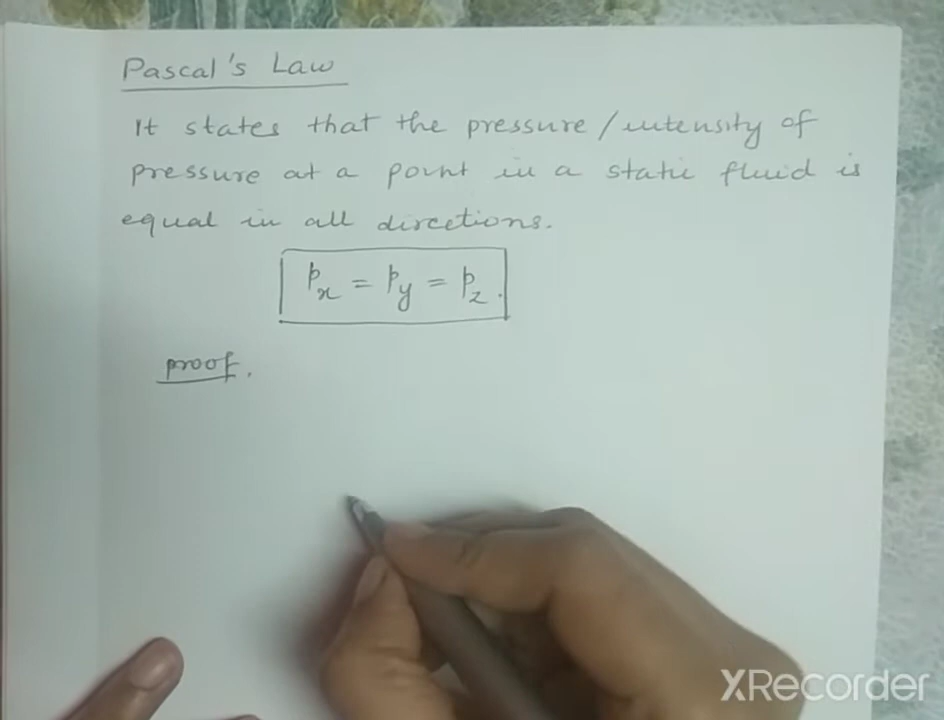 Pascal's Law
It states that the pressure / intensity of
pressure at a point in a static fluid is
equal in all directions.
Px = Py = Pz.
proof.
XRecorder